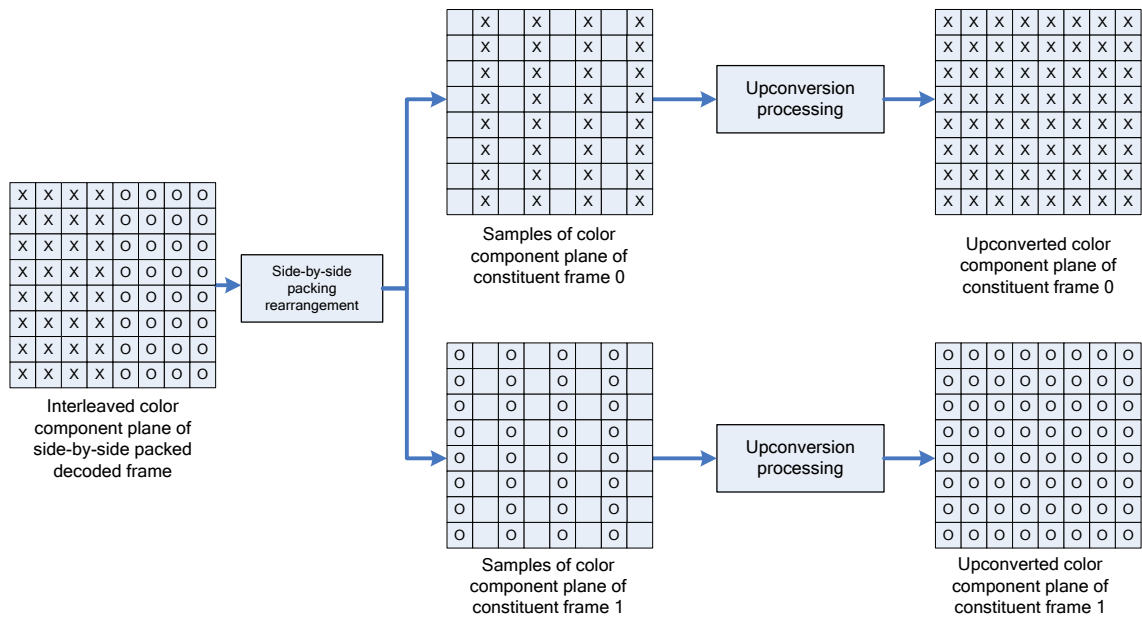 X X X X
X X X X
X X X X
X X X X
X X X X
X X X X
X X X X
X X X X
Samples of color
component plane of
constituent frame 0
Upconversion
processing
X X X X X X X X
X X X X X X X X
X X X X X X X X
X X X X X X X X
X X X X X X X X
X X X X X X X X
X X X X X X X X
X X X X X X X X
Upconverted color
component plane of
constituent frame 0
X X X X O O O O
X X X X O O O O
X X X X O O O O
X X X X O O O O
X X X X O O O O
X X X X O O O O
X X X X O O O O
X X X X O O O O
Interleaved color
component plane of
side-by-side packed
decoded frame
Side-by-side
packing
rearrangement
O O O O
O O O O
O O O O
O O O O
O O O O
O O O O
O O O O
O O O O
Samples of color
component plane of
constituent frame 1
Upconversion
processing
O O O O O O O O
O O O O O O O O
O O O O O O O O
O O O O O O O O
O O O O O O O O
O O O O O O O O
O O O O O O O O
O O O O O O O O
Upconverted color
component plane of
constituent frame 1